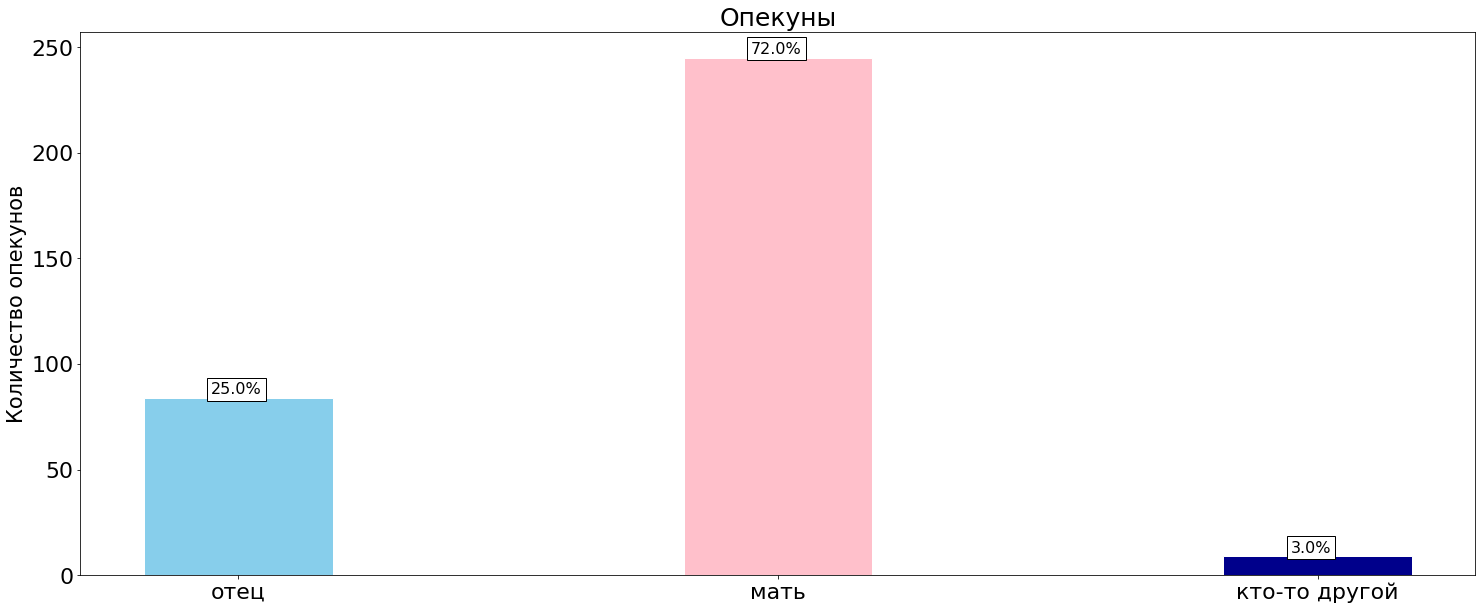 Опекуны
Количество опекунов
250
200
150
100
50
0
25.0%
72.0%
3.0%
отец
мать
кто-то другой